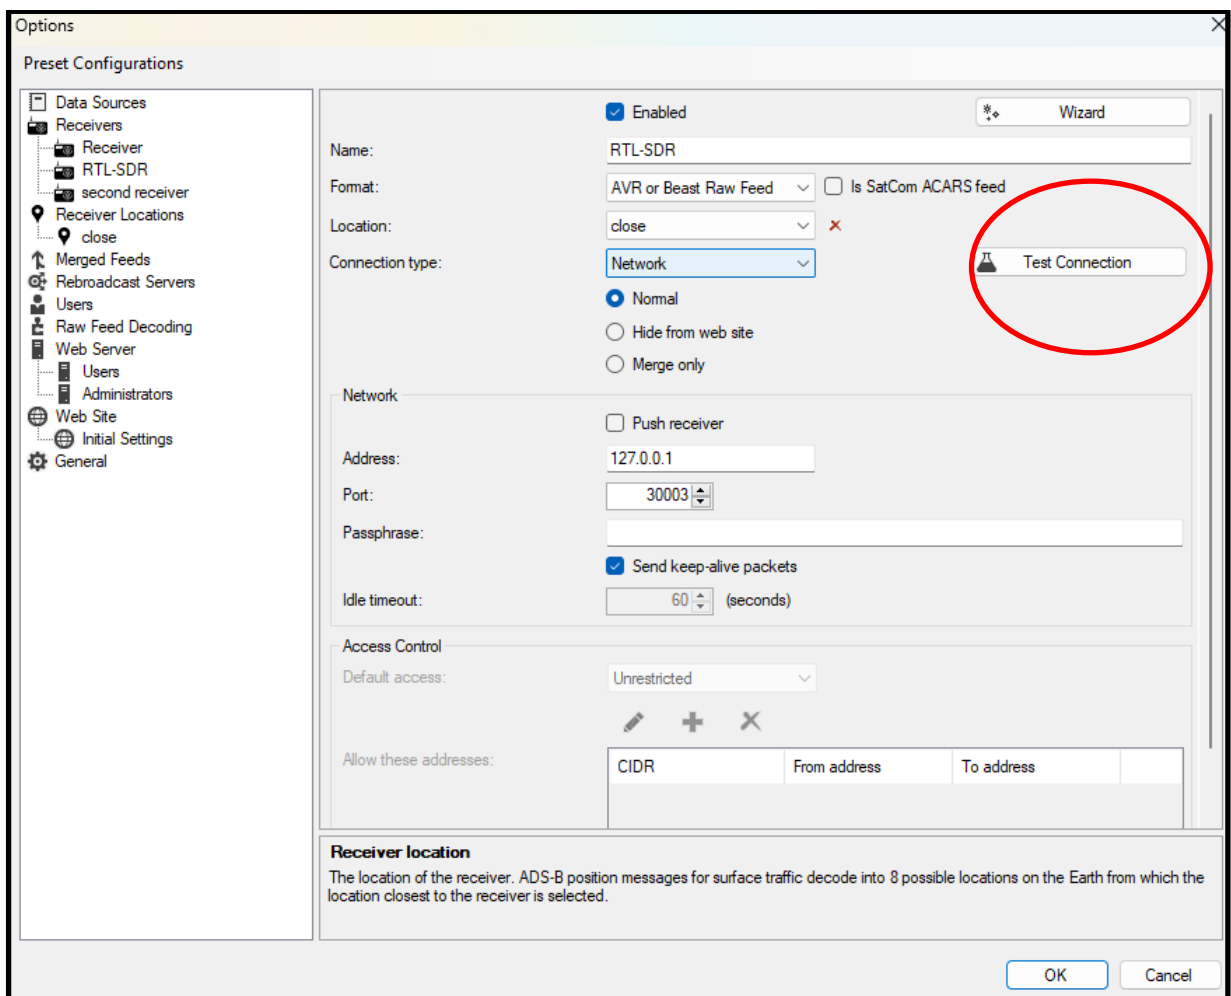 Options
Preset Configurations
Data Sources
Receivers
Receiver
RTL-SDR
second receiver
Receiver Locations
close
Merged Feeds
Rebroadcast Servers
Users
Raw Feed Decoding
Web Server
Users
Administrators
Web Site
Initial Settings
General
Enabled
Wizard
Name: RTL-SDR
Format: AVR or Beast Raw Feed Is SatCom ACARS feed
Location: close
Connection type: Network Test Connection
Normal
Hide from web site
Merge only
Network
Push receiver
Address: 127.0.0.1
Port: 30003
Passphrase:
Send keep-alive packets
Idle timeout: 60 (seconds)
Access Control
Default access: Unrestricted
Allow these addresses: CIDR From address To address
Receiver location
The location of the receiver. ADS-B position messages for surface traffic decode into 8 possible locations on the Earth from which the
location closest to the receiver is selected.
OK Cancel